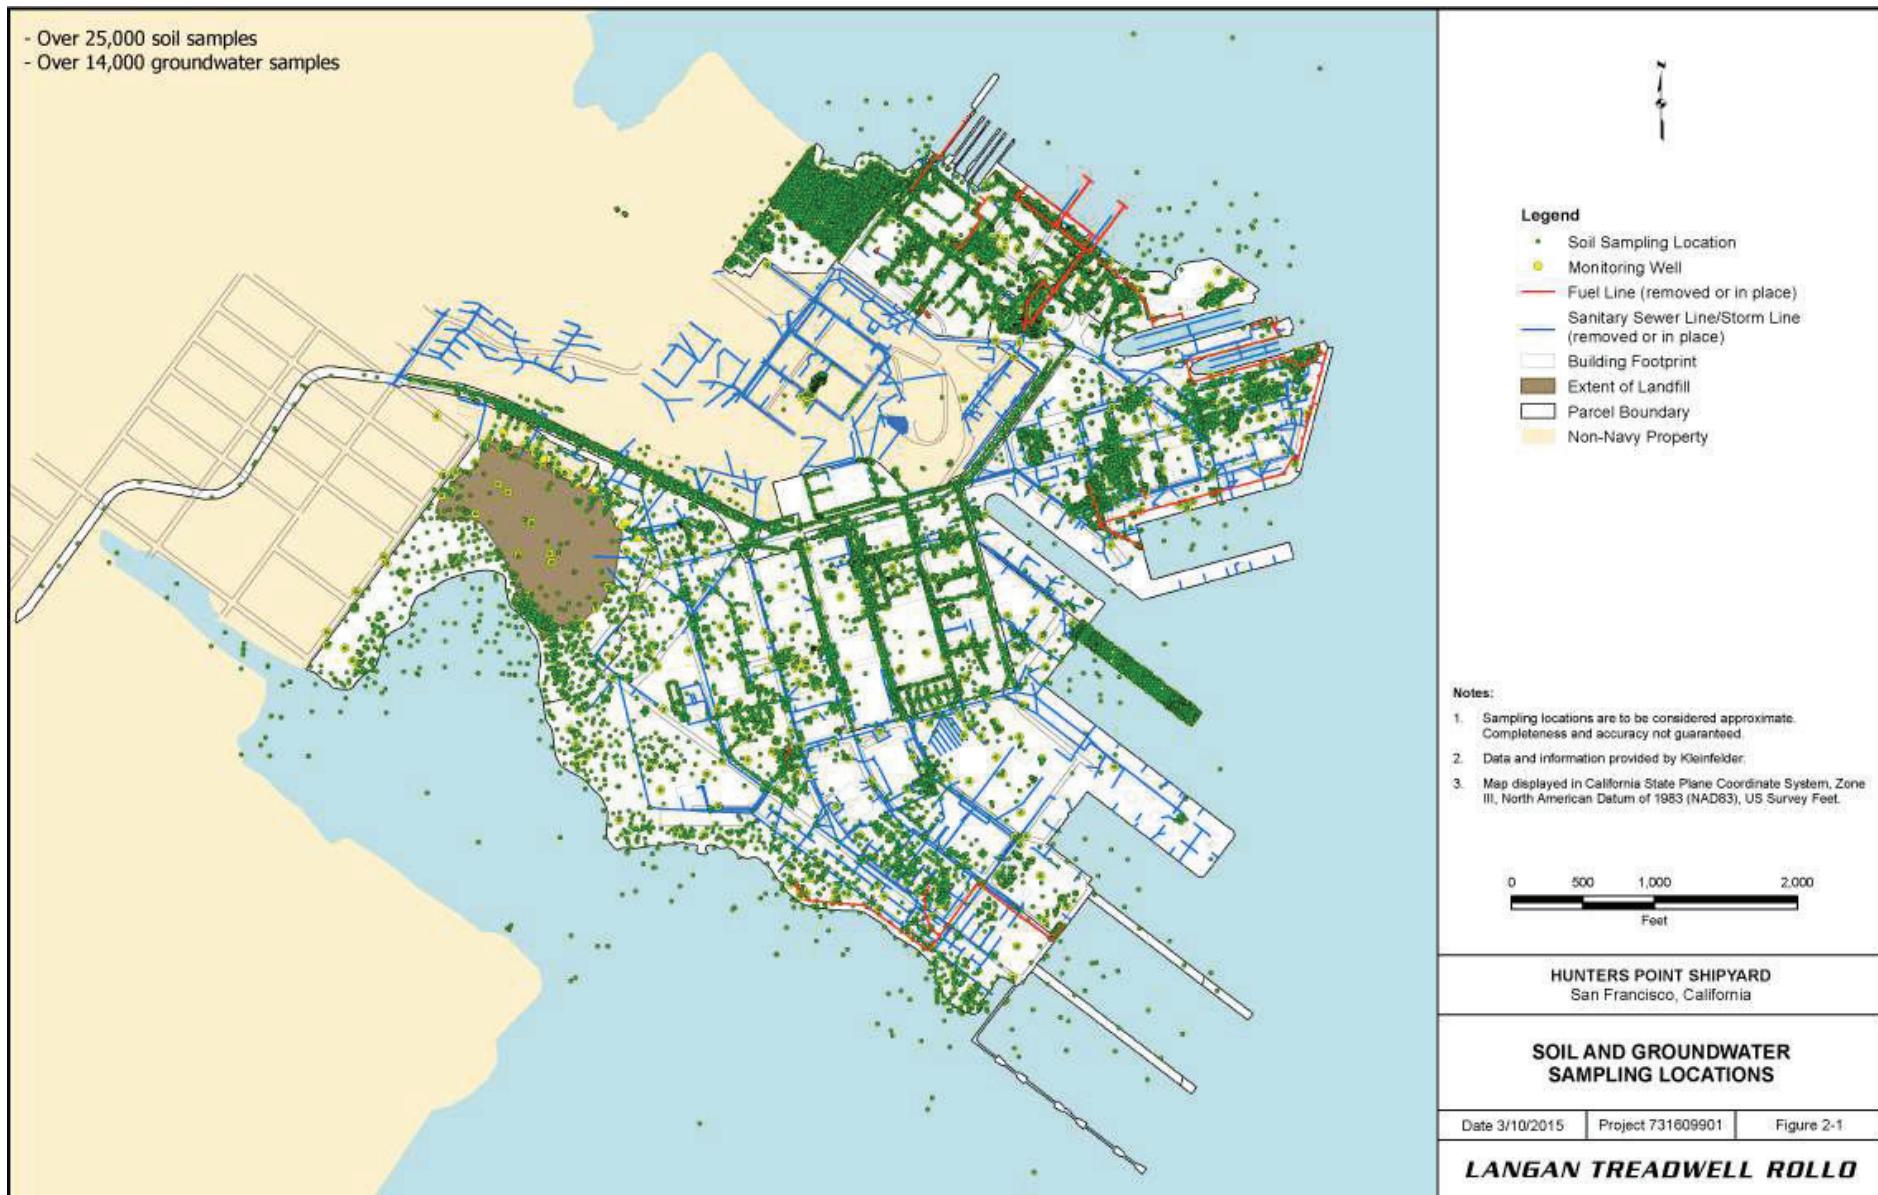 - Over 25,000 soil samples
- Over 14,000 groundwater samples
N
Legend
Soil Sampling Location
Monitoring Well
Fuel Line (removed or in place)
Sanitary Sewer Line/Storm Line
(removed or in place)
Building Footprint
Extent of Landfill
Parcel Boundary
Non-Navy Property
Notes:
1. Sampling locations are to be considered approximate.
Completeness and accuracy not guaranteed.
2. Data and information provided by Kleinfelder.
3. Map displayed in California State Plane Coordinate System, Zone
III, North American Datum of 1983 (NAD83), US Survey Feet.
0 500 1,000 2,000
Feet
HUNTERS POINT SHIPYARD
San Francisco, California
SOIL AND GROUNDWATER
SAMPLING LOCATIONS
Date 3/10/2015 Project 731609901 Figure 2-1
LANGAN TREADWELL ROLLO